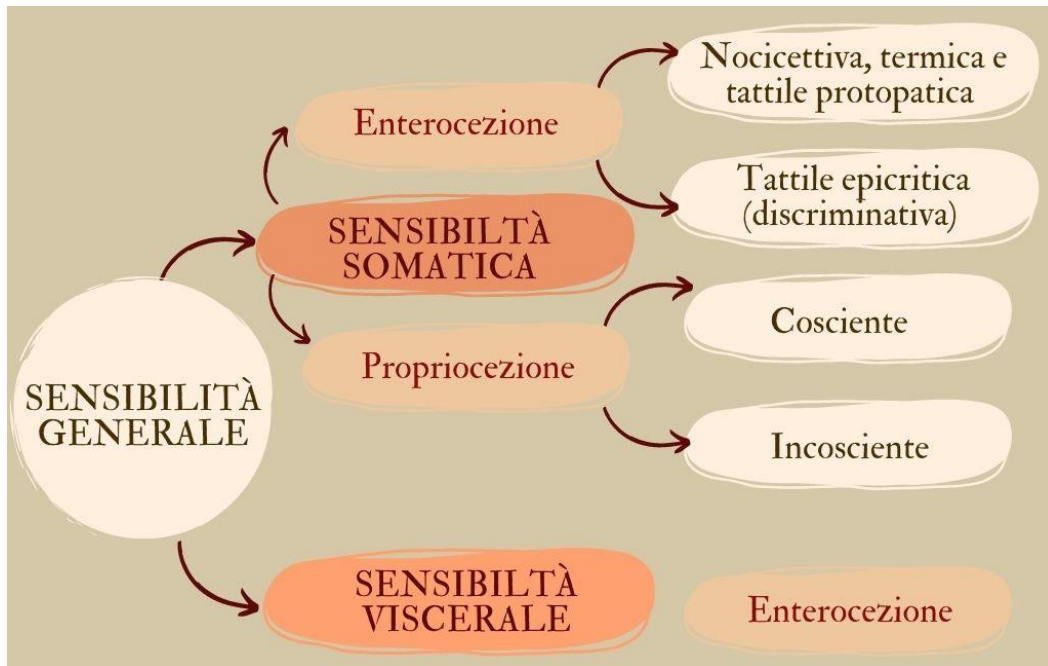 Nocicettiva, termica e
tattile protopatica
Enterocezione
Tattile epicritica
(discriminativa)
SENSIBILTÀ
SOMATICA
Cosciente
Propriocezione
SENSIBILITÀ
GENERALE
Incosciente
SENSIBILTÀ
VISCERALE
Enterocezione